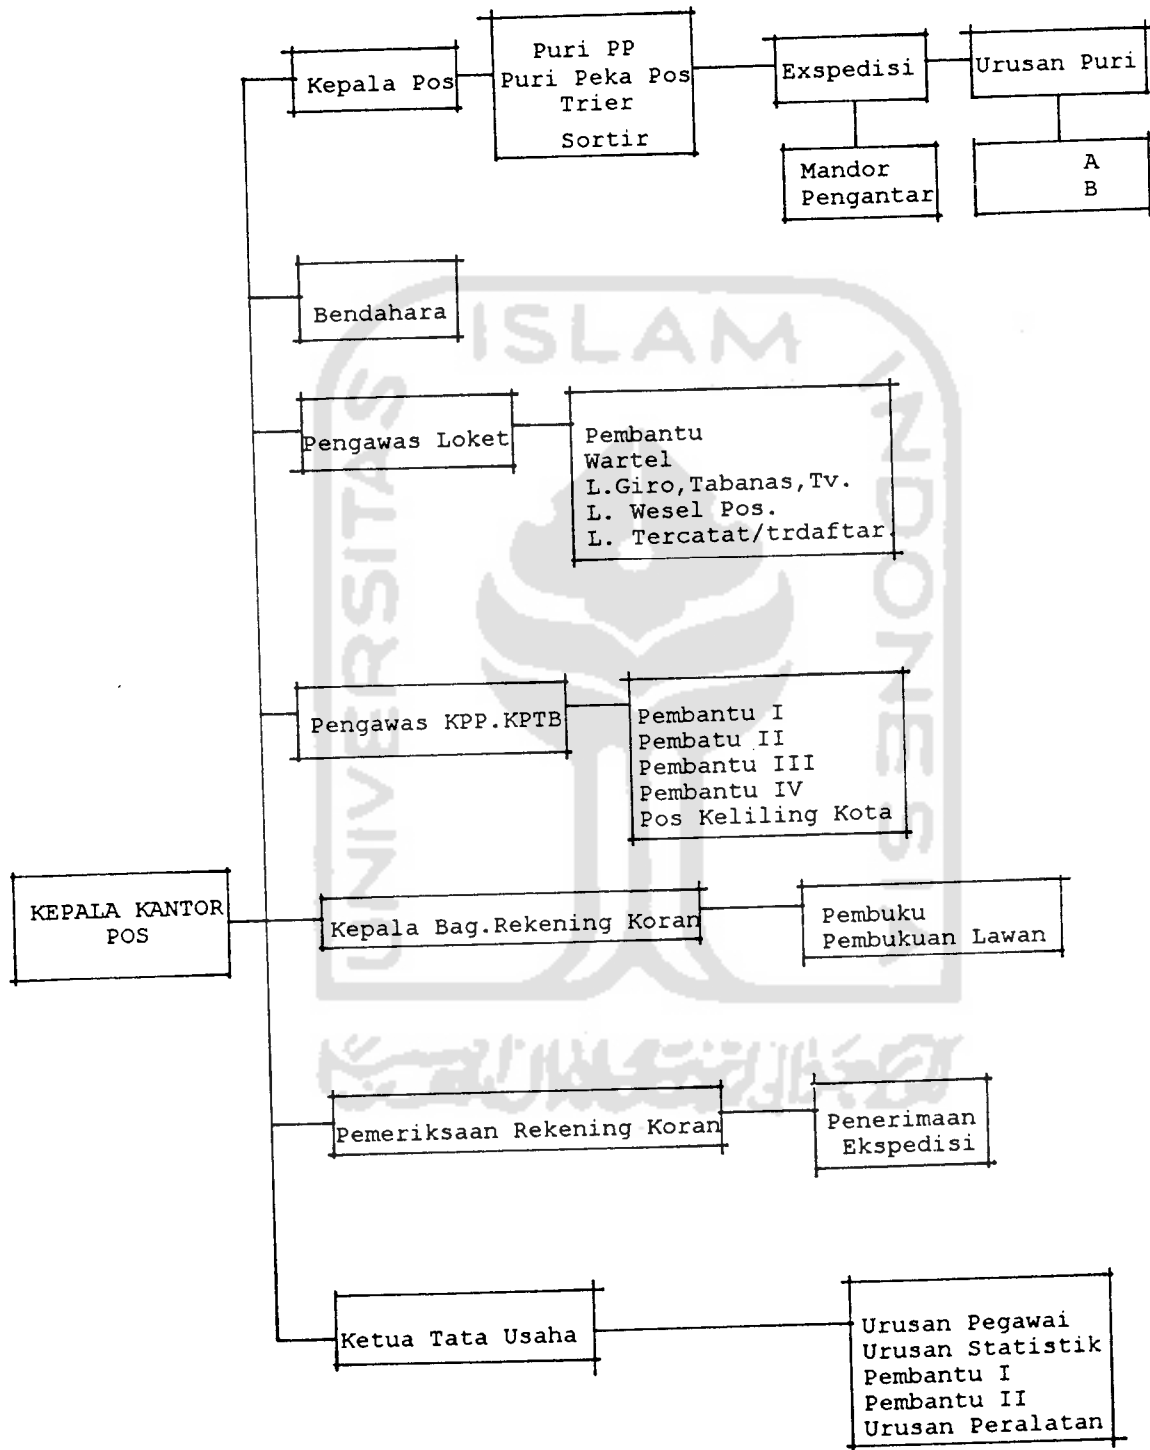 Kepala Pos
Puri PP
Puri Peka Pos
Trier
Sortir
Exspedisi
Urusan Puri
Mandor
Pengantar
A
B
Bendahara
Pengawas Loket
Pembantu
Wartel
L.Giro,Tabanas,Tv.
L. Wesel Pos.
L. Tercatat/trdaftar
Pengawas KPP.KPTB
Pembantu I
Pembatu II
Pembantu III
Pembantu IV
Pos Keliling Kota
KEPALA KANTOR
POS
Kepala Bag.Rekening Koran
Pembuku
Pembukuan Lawan
Pemeriksaan Rekening Koran
Penerimaan
Ekspedisi
Ketua Tata Usaha
Urusan Pegawai
Urusan Statistik
Pembantu I
Pembantu II
Urusan Peralatan
UNIVERSITAS
ISLAM
INDONESIA